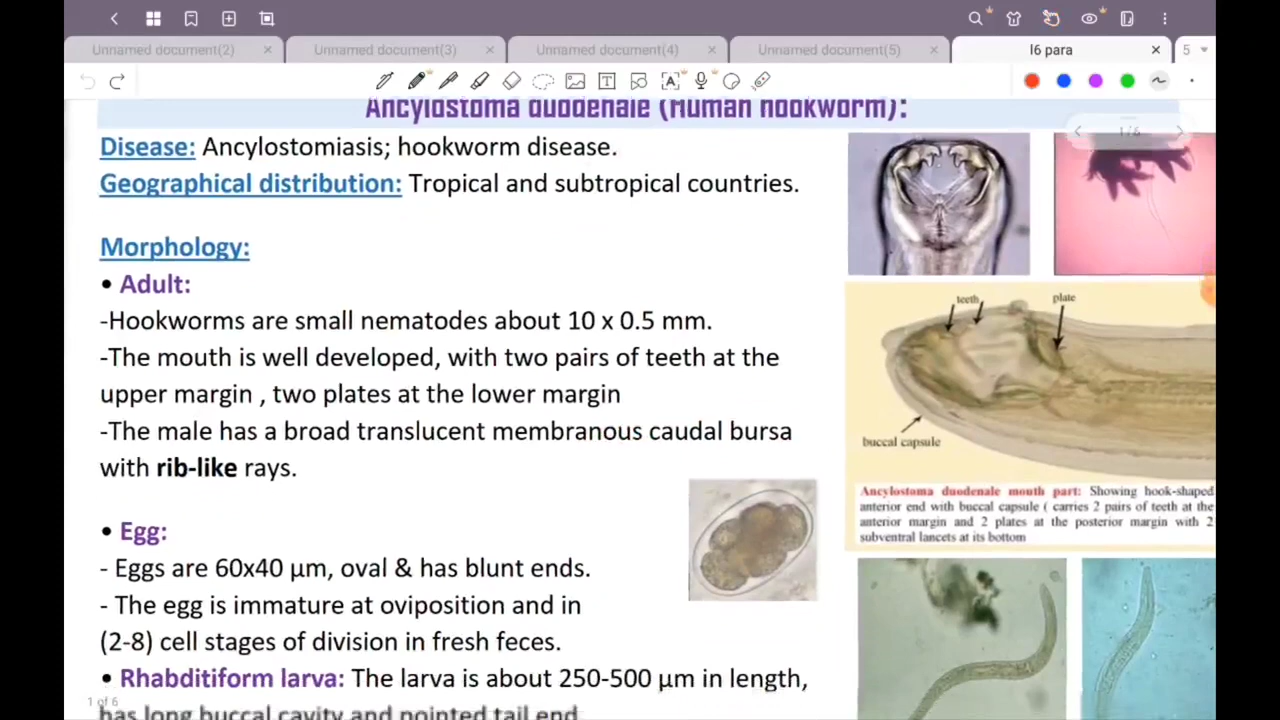 Unnamed document(2)
Unnamed document(3)
Unnamed document(4)
Unnamed document(5)
l6 para
5
Ancylostoma duodenale (Human hookworm):
1/6
Disease: Ancylostomiasis; hookworm disease.
Geographical distribution: Tropical and subtropical countries.
Morphology:
• Adult:
-Hookworms are small nematodes about 10 x 0.5 mm.
-The mouth is well developed, with two pairs of teeth at the
upper margin , two plates at the lower margin
-The male has a broad translucent membranous caudal bursa
with rib-like rays.
• Egg:
- Eggs are 60x40 µm, oval & has blunt ends.
- The egg is immature at oviposition and in
(2-8) cell stages of division in fresh feces.
• Rhabditiform larva: The larva is about 250-500 µm in length,
has long buccal cavity and pointed tail end
1 of 6
teeth
plate
buccal capsule
Ancylostoma duodenale mouth part: Showing hook-shaped
anterior end with buccal capsule ( carries 2 pairs of teeth at the
anterior margin and 2 plates at the posterior margin with 2
subventral lancets at its bottom